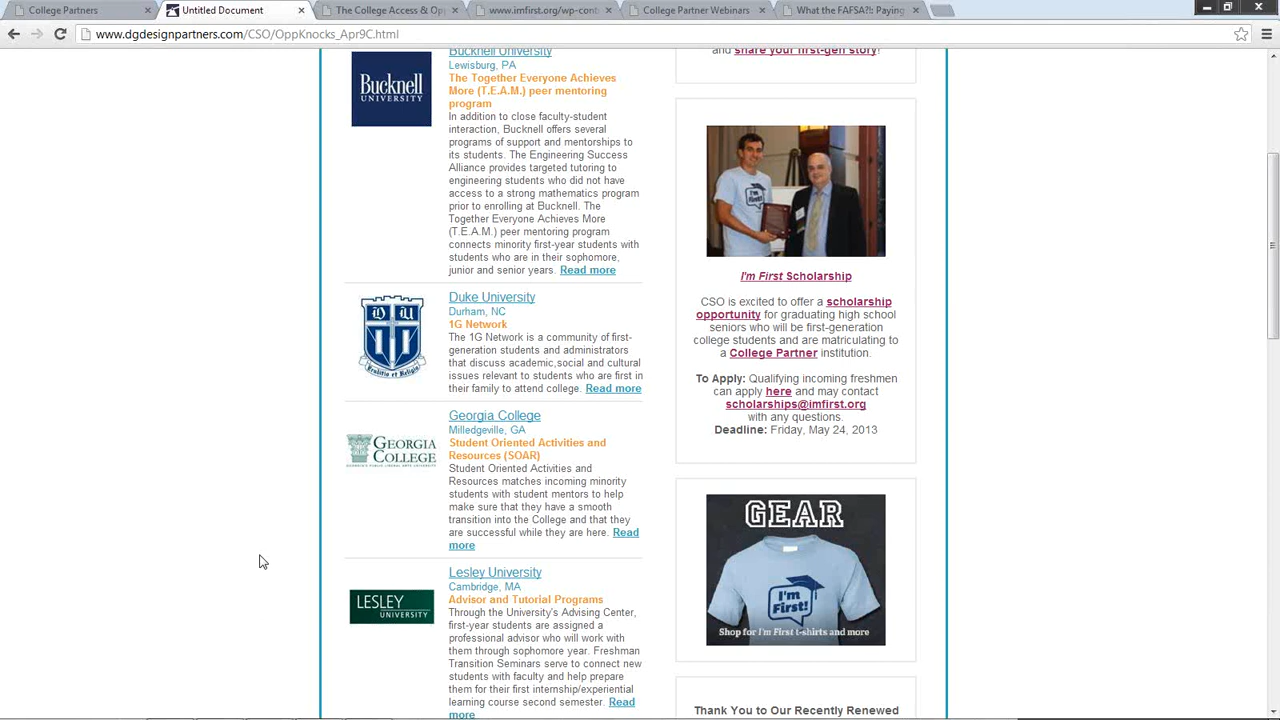 College Partners
Untitled Document
The College Access & Opp
www.imfirst.org/wp-cont
College Partner Webinars
What the FAFSA?! Paying
www.dgdesignpartners.com/CSO/OppKnocks_Apr9C.html
Bucknell University
Lewisburg, PA
The Together Everyone Achieves
More (T.E.A.M.) peer mentoring
program
In addition to close faculty-student
interaction, Bucknell offers several
programs of support and mentorships to
its students. The Engineering Success
Alliance provides targeted tutoring to
engineering students who did not have
access to a strong mathematics program
prior to enrolling at Bucknell. The
Together Everyone Achieves More
(T.E.A.M.) peer mentoring program
connects minority first-year students with
students who are in their sophomore,
junior and senior years. Read more
Bucknell
UNIVERSITY
Duke University
Durham, NC
1G Network
The 1G Network is a community of first-
generation students and administrators
that discuss academic,social and cultural
issues relevant to students who are first in
their family to attend college. Read more
Georgia College
Milledgeville, GA
Student Oriented Activities and
Resources (SOAR)
Student Oriented Activities and
Resources matches incoming minority
students with student mentors to help
make sure that they have a smooth
transition into the College and that they
are successful while they are here. Read
more
GEORGIA
COLLEGE
GEORGIA'S PUBLIC LIBERAL ARTS UNIVERSITY
Lesley University
Cambridge, MA
Advisor and Tutorial Programs
Through the University's Advising Center,
first-year students are assigned a
professional advisor who will work with
them through sophomore year. Freshman
Transition Seminars serve to connect new
students with faculty and help prepare
them for their first internship/experiential
learning course second semester. Read
more
LESLEY
UNIVERSITY
and share your first-gen story!
I'm
First!
I'm First Scholarship
CSO is excited to offer a scholarship
opportunity for graduating high school
seniors who will be first-generation
college students and are matriculating to
a College Partner institution.
To Apply: Qualifying incoming freshmen
can apply here and may contact
scholarships@imfirst.org
with any questions.
Deadline: Friday, May 24, 2013
GEAR
I'm
First!
Shop for I'm First t-shirts and more
Thank You to Our Recently Renewed